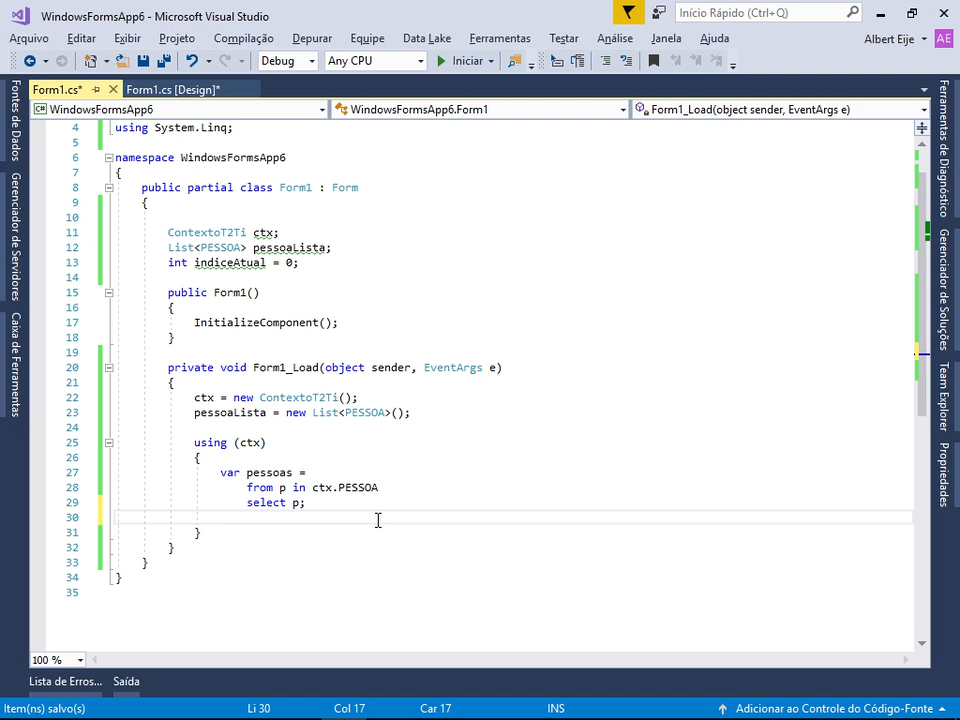 WindowsFormsApp6 - Microsoft Visual Studio
Início Rápido (Ctrl+Q)
Arquivo Editar Exibir Projeto Compilação Depurar Equipe Data Lake Ferramentas Testar Análise Janela Ajuda Albert Eije AE
Debug Any CPU Iniciar
Form1.cs* Form1.cs [Design]*
C# WindowsFormsApp6 WindowsFormsApp6.Form1 Form1_Load(object sender, EventArgs e)
Fontes de Dados
Gerenciador de Servidores
Caixa de Ferramentas
4 using System.Linq;
5
6 namespace WindowsFormsApp6
7 {
8 public partial class Form1 : Form
9 {
10
11 ContextoT2Ti ctx;
12 List<PESSOA> pessoaLista;
13 int indiceAtual = 0;
14
15 public Form1()
16 {
17 InitializeComponent();
18 }
19
20 private void Form1_Load(object sender, EventArgs e)
21 {
22 ctx = new ContextoT2Ti();
23 pessoaLista = new List<PESSOA>();
24
25 using (ctx)
26 {
27 var pessoas =
28 from p in ctx.PESSOA
29 select p;
30
31 }
32 }
33 }
34 }
35
Ferramentas de Diagnóstico
Gerenciador de Soluções
Team Explorer
Propriedades
100 %
Lista de Erros... Saída
Item(ns) salvo(s) Li 30 Col 17 Car 17 INS Adicionar ao Controle do Código-Fonte